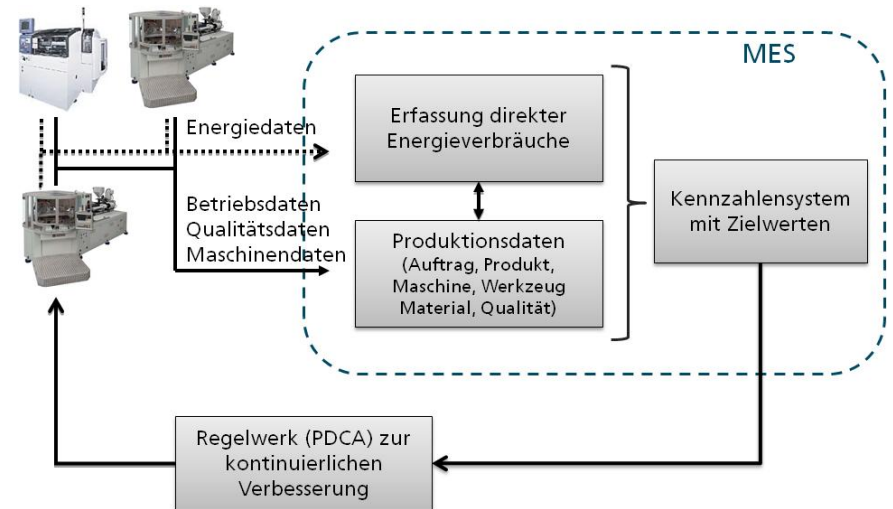 MES
Energiedaten
Erfassung direkter
Energieverbräuche
Betriebsdaten
Qualitätsdaten
Maschinendaten
Produktionsdaten
(Auftrag, Produkt,
Maschine, Werkzeug
Material, Qualität)
Kennzahlensystem
mit Zielwerten
Regelwerk (PDCA) zur
kontinuierlichen
Verbesserung